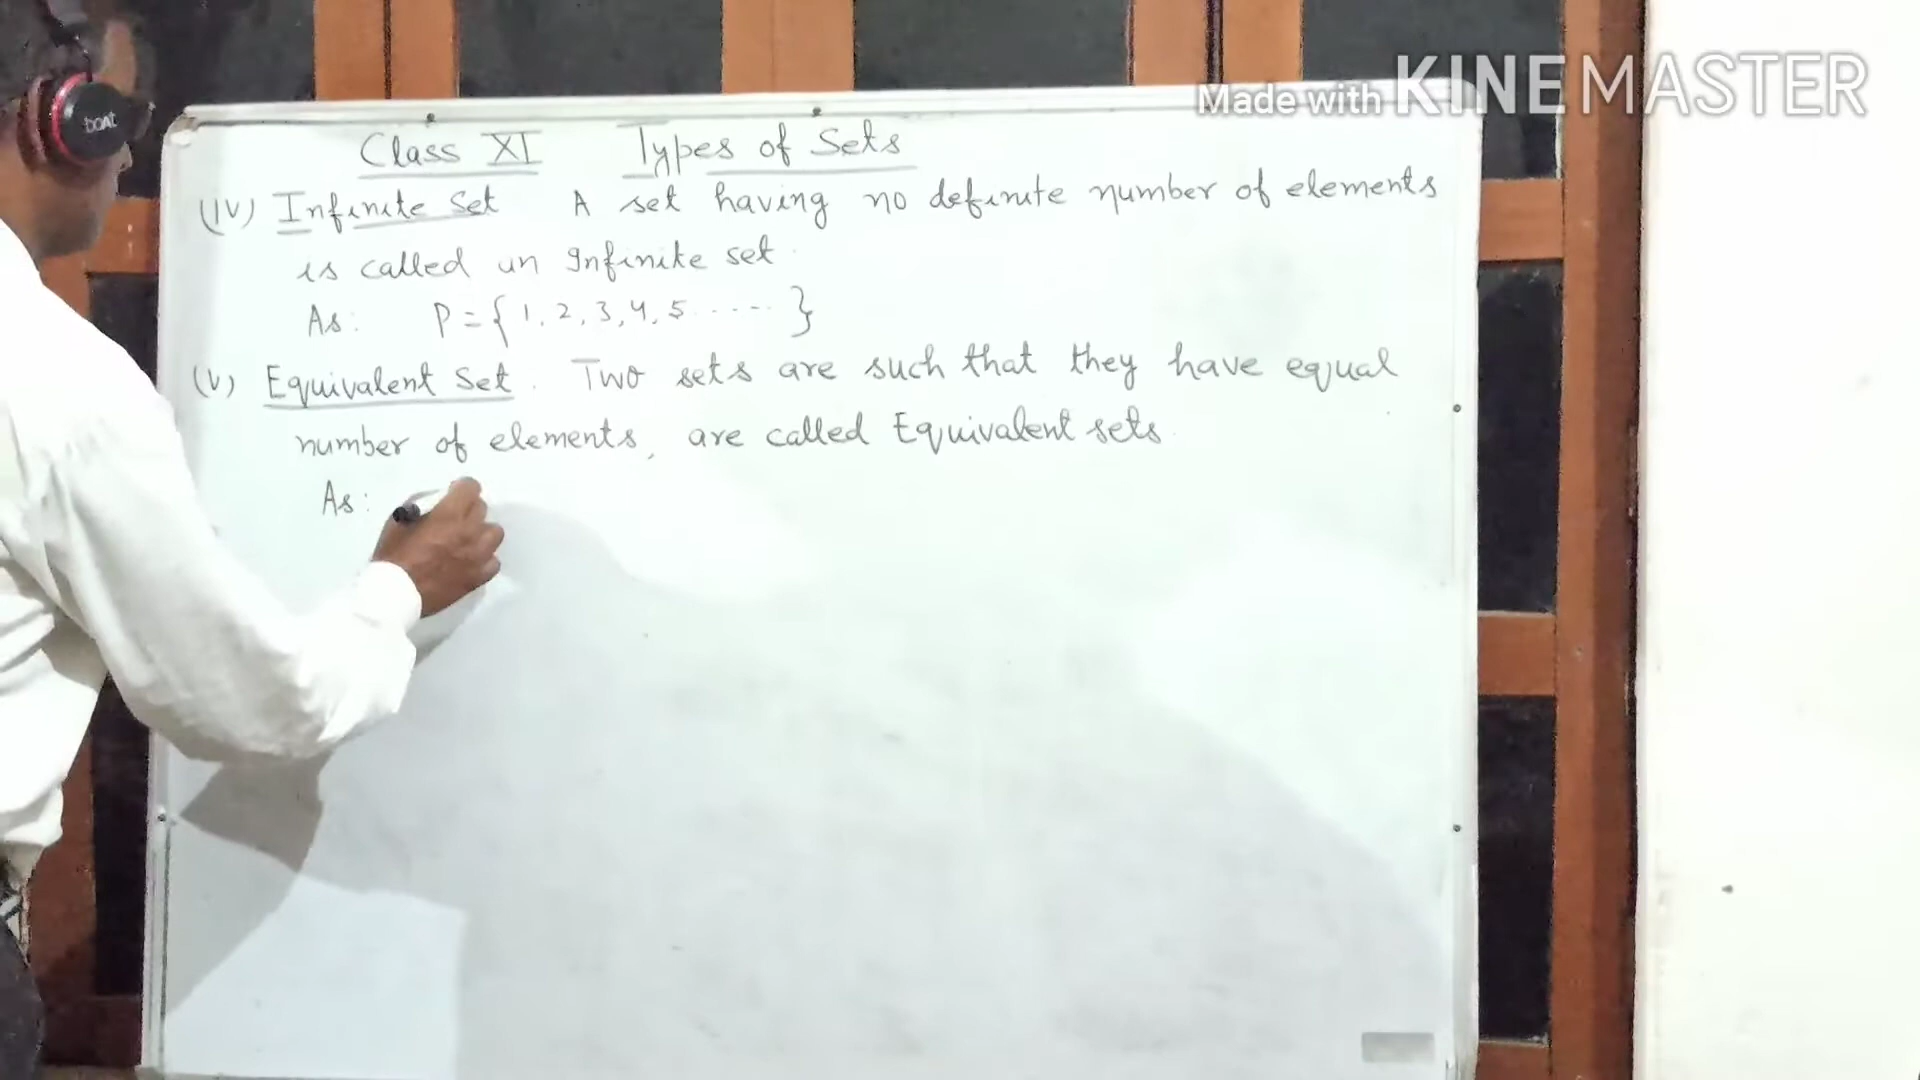 Made with KINEMASTER
boAt
Class XI Types of Sets
(IV) Infinite Set A set having no definite number of elements
is called an Infinite set.
As: P = { 1, 2, 3, 4, 5 ..... }
(V) Equivalent Set. Two sets are such that they have equal
number of elements, are called Equivalent sets.
As: